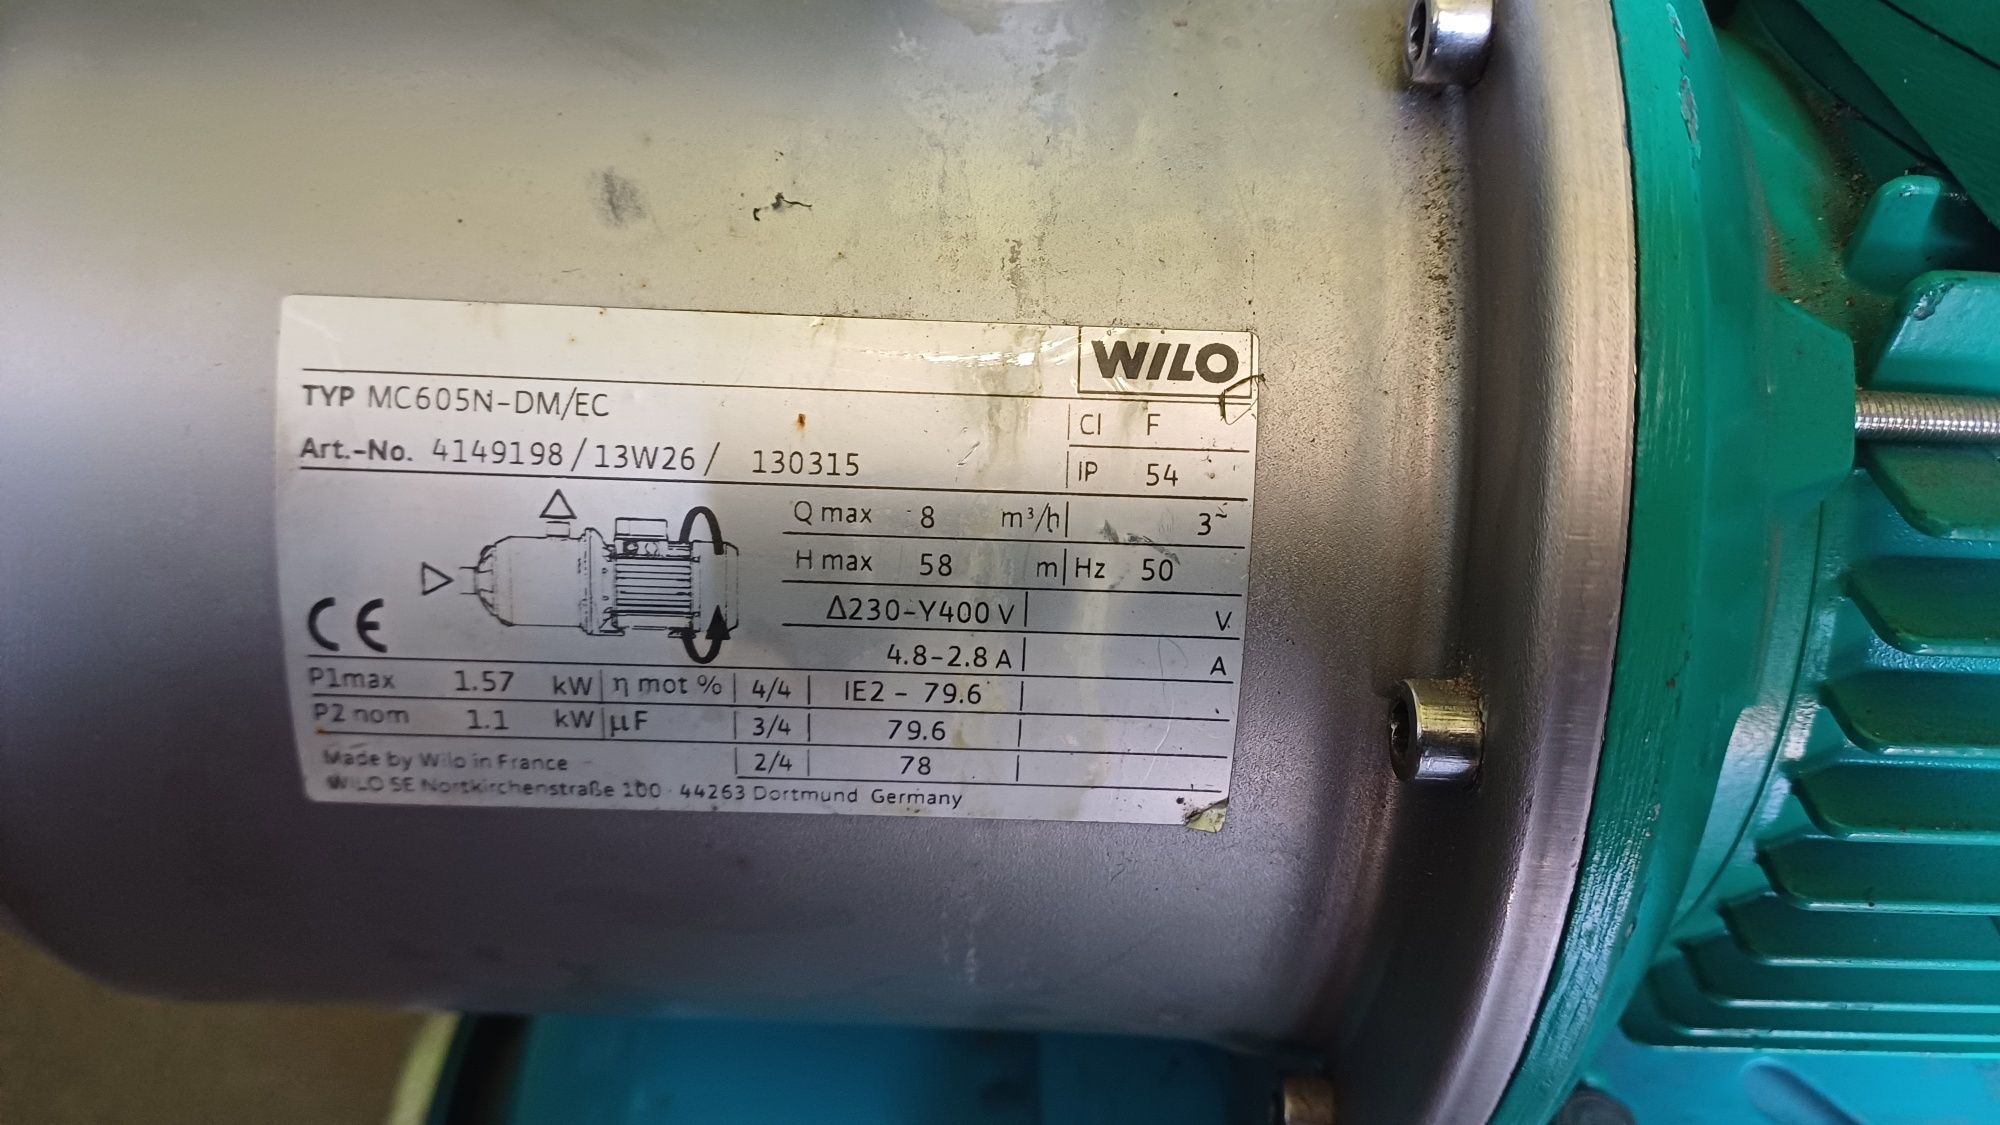 WILO
TYP MC605N-DM/EC
CI F
Art.-No. 4149198/13W26/ 130315
IP 54
Q max 8 m³/h 3~
H max 58 m Hz 50
Δ230-Y400 V V
4.8-2.8 A A
CE
P1max 1.57 kW η mot % 4/4 IE2 - 79.6
P2 nom 1.1 kW μF 3/4 79.6
Made by Wilo in France 2/4 78
WILO SE Nortkirchenstraße 100 · 44263 Dortmund Germany